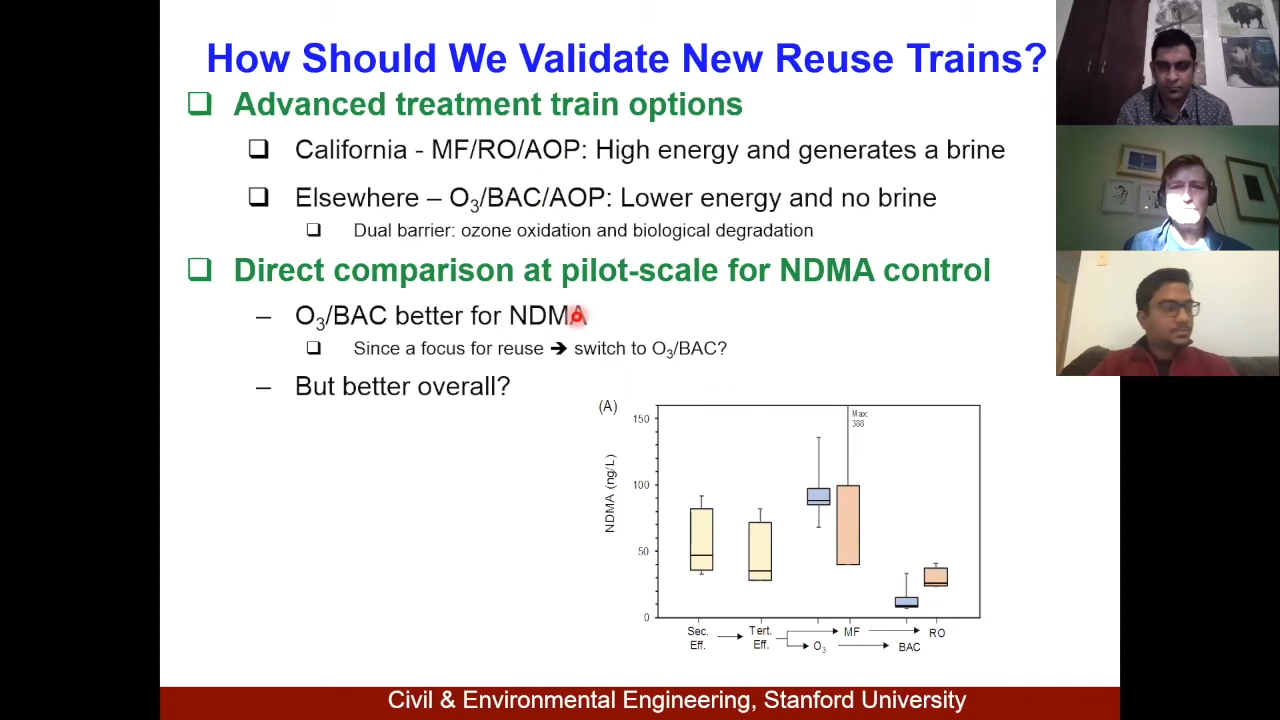 How Should We Validate New Reuse Trains?
Advanced treatment train options
California - MF/RO/AOP: High energy and generates a brine
Elsewhere – O3/BAC/AOP: Lower energy and no brine
Dual barrier: ozone oxidation and biological degradation
Direct comparison at pilot-scale for NDMA control
– O3/BAC better for NDMA
Since a focus for reuse ➔ switch to O3/BAC?
– But better overall?
(A)
Max:
388
150
100
50
0
NDMA (ng/L)
Sec.
Eff.
Tert.
Eff.
MF
RO
O3
BAC
Civil & Environmental Engineering, Stanford University